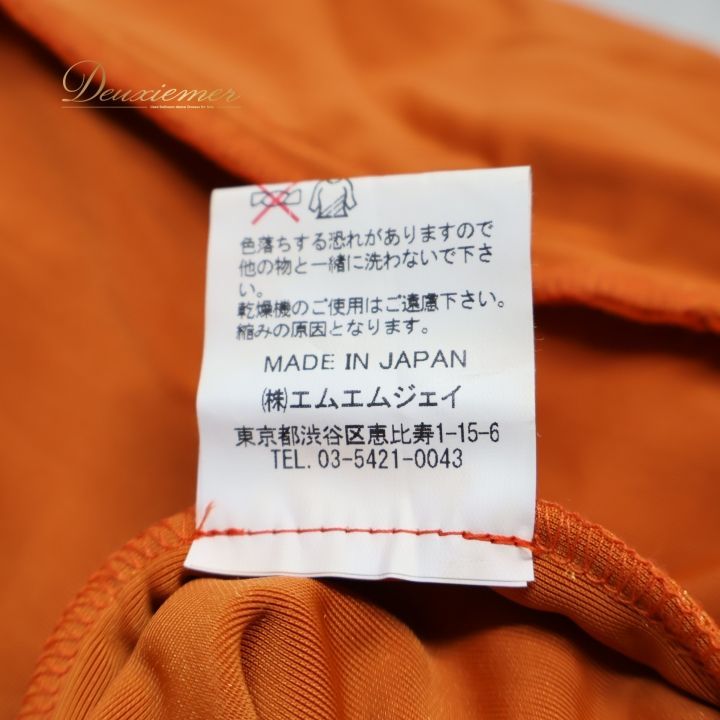 Deuxiemer
色落ちする恐れがありますので
他の物と一緒に洗わないで下さ
い。
乾燥機のご使用はご遠慮下さい。
縮みの原因となります。
MADE IN JAPAN
㈱エムエムジェイ
東京都渋谷区恵比寿1-15-6
TEL. 03-5421-0043